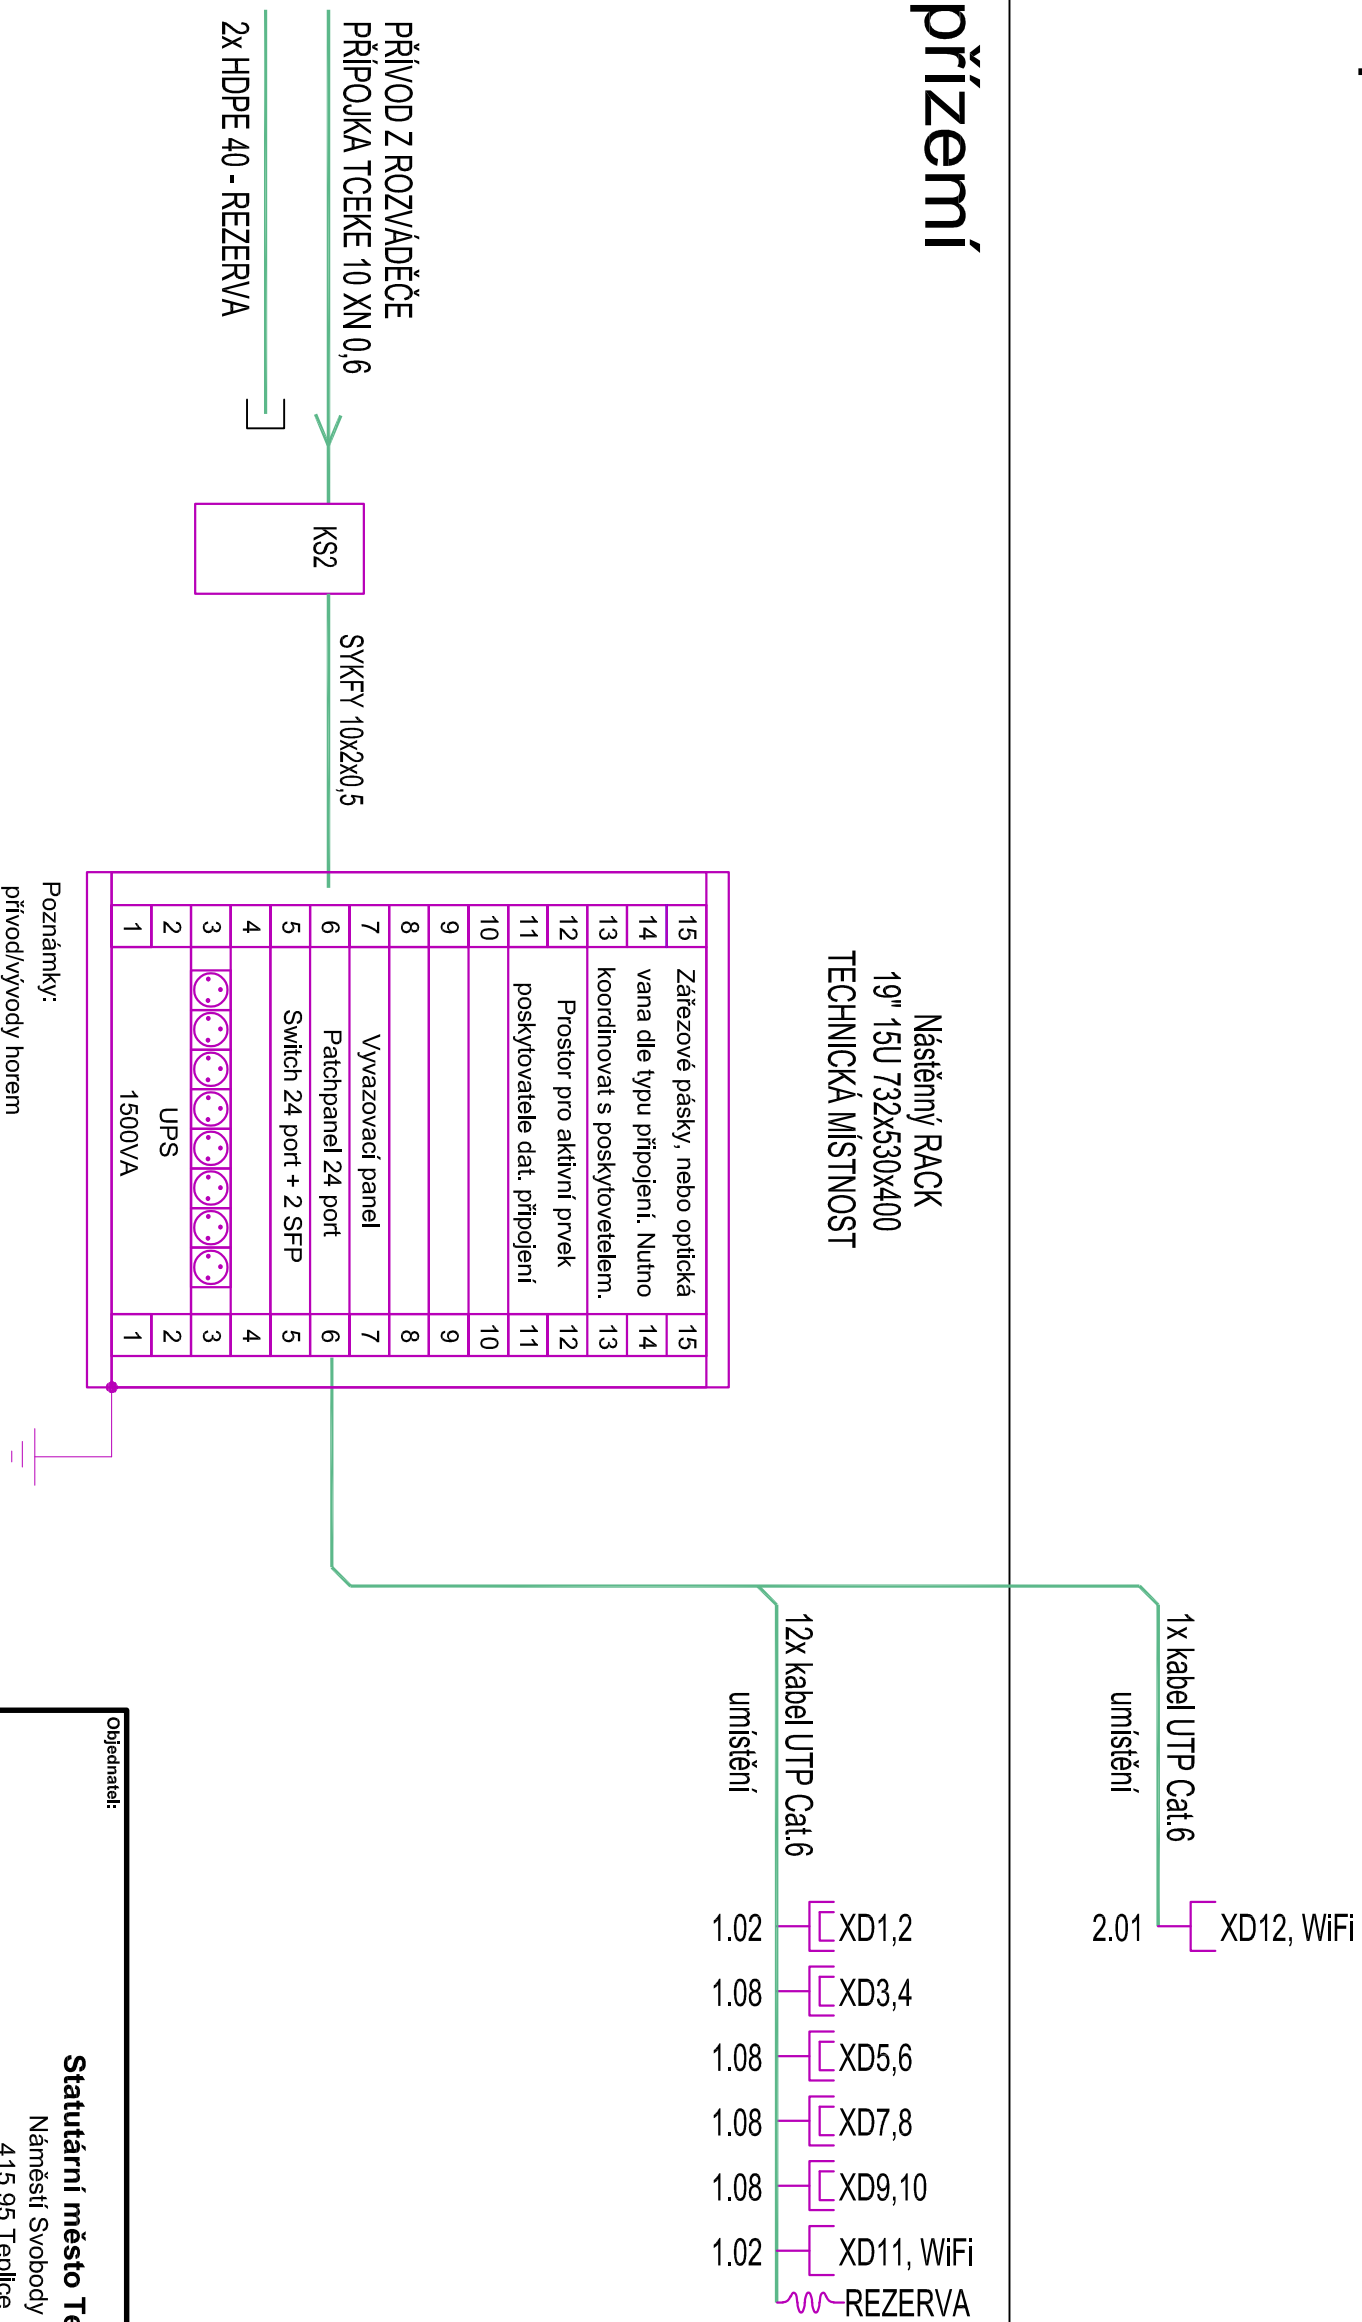 přízemí
1x kabel UTP Cat.6
umístění
2.01
XD12, WiFi
Nástěnný RACK
19" 15U 732x530x400
TECHNICKÁ MÍSTNOST
PŘÍVOD Z ROZVÁDĚČE
PŘÍPOJKA TCEKE 10 XN 0,6
2x HDPE 40 - REZERVA
KS2
SYKFY 10x2x0,5
15 Zářezové pásky, nebo optická 15
14 vana dle typu připojení. Nutno 14
13 koordinovat s poskytovetelem. 13
12 Prostor pro aktivní prvek 12
11 poskytovatele dat. připojení 11
10 10
9 9
8 8
7 Vyvazovací panel 7
6 Patchpanel 24 port 6
5 Switch 24 port + 2 SFP 5
4 4
3 3
2 UPS 2
1 1500VA 1
Poznámky:
přívod/vývody horem
12x kabel UTP Cat.6
umístění
1.02 XD1,2
1.08 XD3,4
1.08 XD5,6
1.08 XD7,8
1.08 XD9,10
1.02 XD11, WiFi
REZERVA
Objednatel:
Statutární město Te
Náměstí Svobody
415 95 Teplice